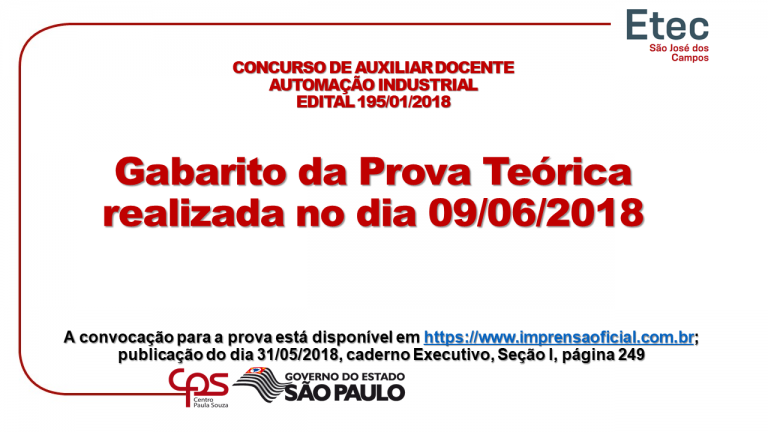 Etec
São José dos
Campos
CONCURSO DE AUXILIAR DOCENTE
AUTOMAÇÃO INDUSTRIAL
EDITAL 195/01/2018
Gabarito da Prova Teórica
realizada no dia 09/06/2018
A convocação para a prova está disponível em https://www.imprensaoficial.com.br;
publicação do dia 31/05/2018, caderno Executivo, Seção I, página 249
cps
Centro
Paula Souza
GOVERNO DO ESTADO
SÃO PAULO